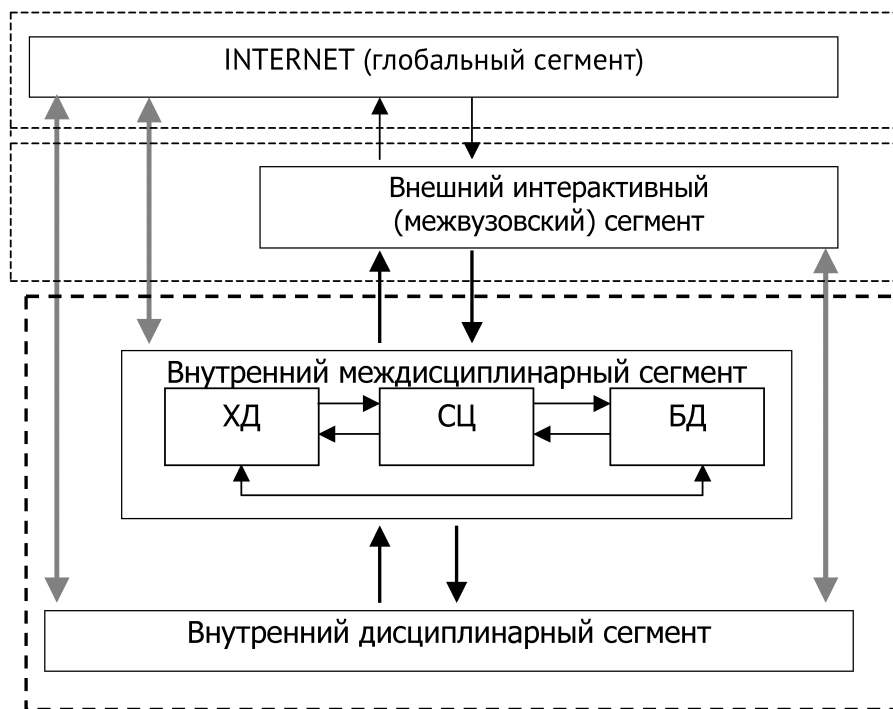 INTERNET (глобальный сегмент)
Внешний интерактивный
(межвузовский) сегмент
Внутренний междисциплинарный сегмент
ХД
СЦ
БД
Внутренний дисциплинарный сегмент